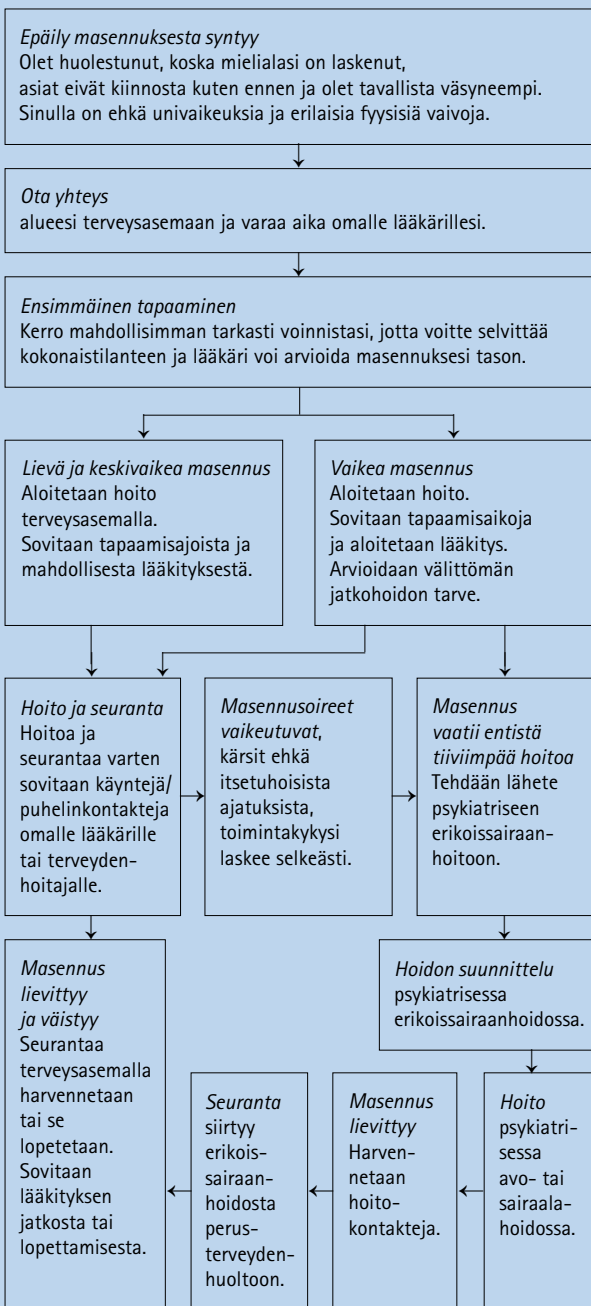 Epäily masennuksesta syntyy
Olet huolestunut, koska mielialasi on laskenut,
asiat eivät kiinnosta kuten ennen ja olet tavallista väsyneempi.
Sinulla on ehkä univaikeuksia ja erilaisia fyysisiä vaivoja.
Ota yhteys
alueesi terveysasemaan ja varaa aika omalle lääkärillesi.
Ensimmäinen tapaaminen
Kerro mahdollisimman tarkasti voinnistasi, jotta voitte selvittää
kokonaistilanteen ja lääkäri voi arvioida masennuksesi tason.
Lievä ja keskivaikea masennus
Aloitetaan hoito
terveysasemalla.
Sovitaan tapaamisajoista ja
mahdollisesta lääkityksestä.
Vaikea masennus
Aloitetaan hoito.
Sovitaan tapaamisaikoja
ja aloitetaan lääkitys.
Arvioidaan välittömän
jatkohoidon tarve.
Hoito ja seuranta
Hoitoa ja
seurantaa varten
sovitaan käyntejä/
puhelinkontakteja
omalle lääkärille
tai terveyden-
hoitajalle.
Masennusoireet
vaikeutuvat,
kärsit ehkä
itsetuhoisista
ajatuksista,
toimintakykysi
laskee selkeästi.
Masennus
vaatii entistä
tiiviimpää hoitoa
Tehdään lähete
psykiatriseen
erikoissairaan-
hoitoon.
Hoidon suunnittelu
psykiatrisessa
erikoissairaanhoidossa.
Hoito
psykiatri-
sessa
avo- tai
sairaala-
hoidossa.
Masennus
lievittyy
Harven-
netaan
hoito-
kontakteja.
Seuranta
siirtyy
erikois-
sairaan-
hoidosta
perus-
terveyden-
huoltoon.
Masennus
lievittyy
ja väistyy
Seurantaa
terveysasemalla
harvennetaan
tai se
lopetetaan.
Sovitaan
lääkityksen
jatkosta tai
lopettamisesta.